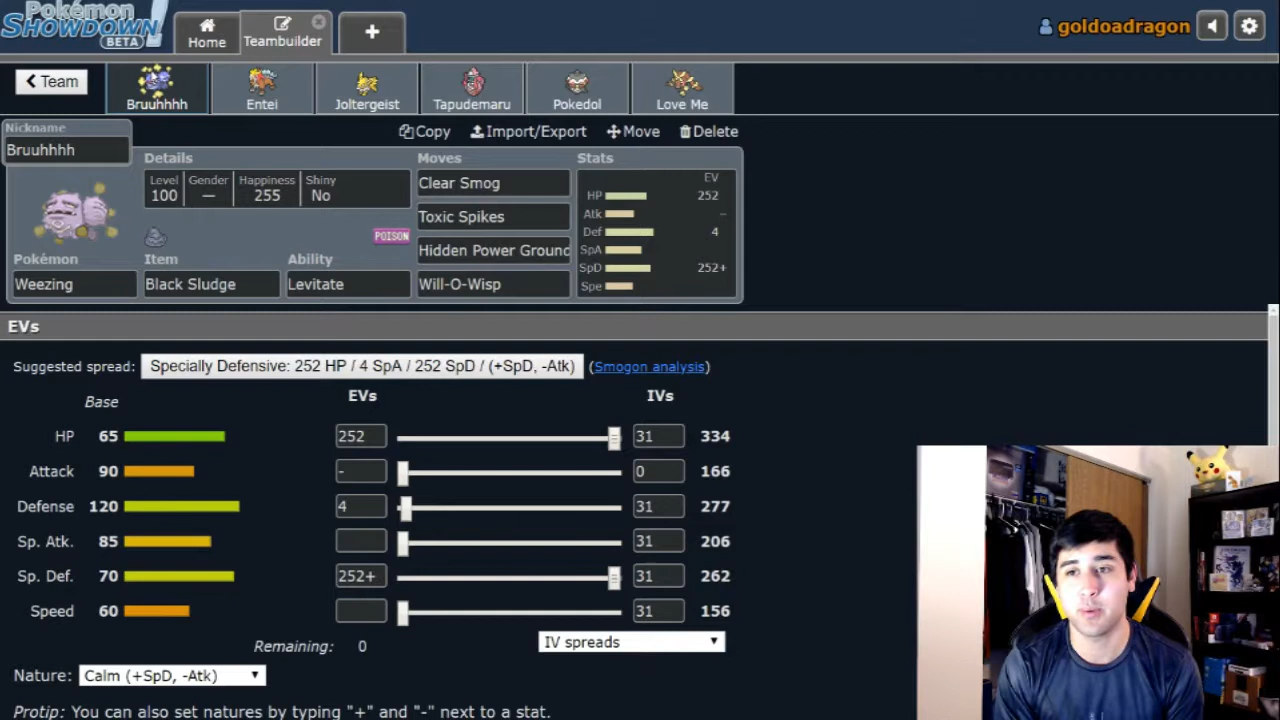 Pokémon
SHOWDOWN!
BETA
Home
Teambuilder
+
goldoadragon
Team
Bruuhhhh
Entei
Joltergeist
Tapudemaru
Pokedol
Love Me
Nickname
Bruuhhhh
Copy
Import/Export
Move
Delete
Details
Level
100
Gender
—
Happiness
255
Shiny
No
POISON
Pokémon
Weezing
Item
Black Sludge
Ability
Levitate
Moves
Clear Smog
Toxic Spikes
Hidden Power Ground
Will-O-Wisp
Stats
EV
HP 252
Atk –
Def 4
SpA
SpD 252+
Spe
EVs
Suggested spread: Specially Defensive: 252 HP / 4 SpA / 252 SpD / (+SpD, -Atk) (Smogon analysis)
Base EVs IVs
HP 65 252 31 334
Attack 90 - 0 166
Defense 120 4 31 277
Sp. Atk. 85 31 206
Sp. Def. 70 252+ 31 262
Speed 60 31 156
Remaining: 0 IV spreads
Nature: Calm (+SpD, -Atk)
Protip: You can also set natures by typing "+" and "-" next to a stat.